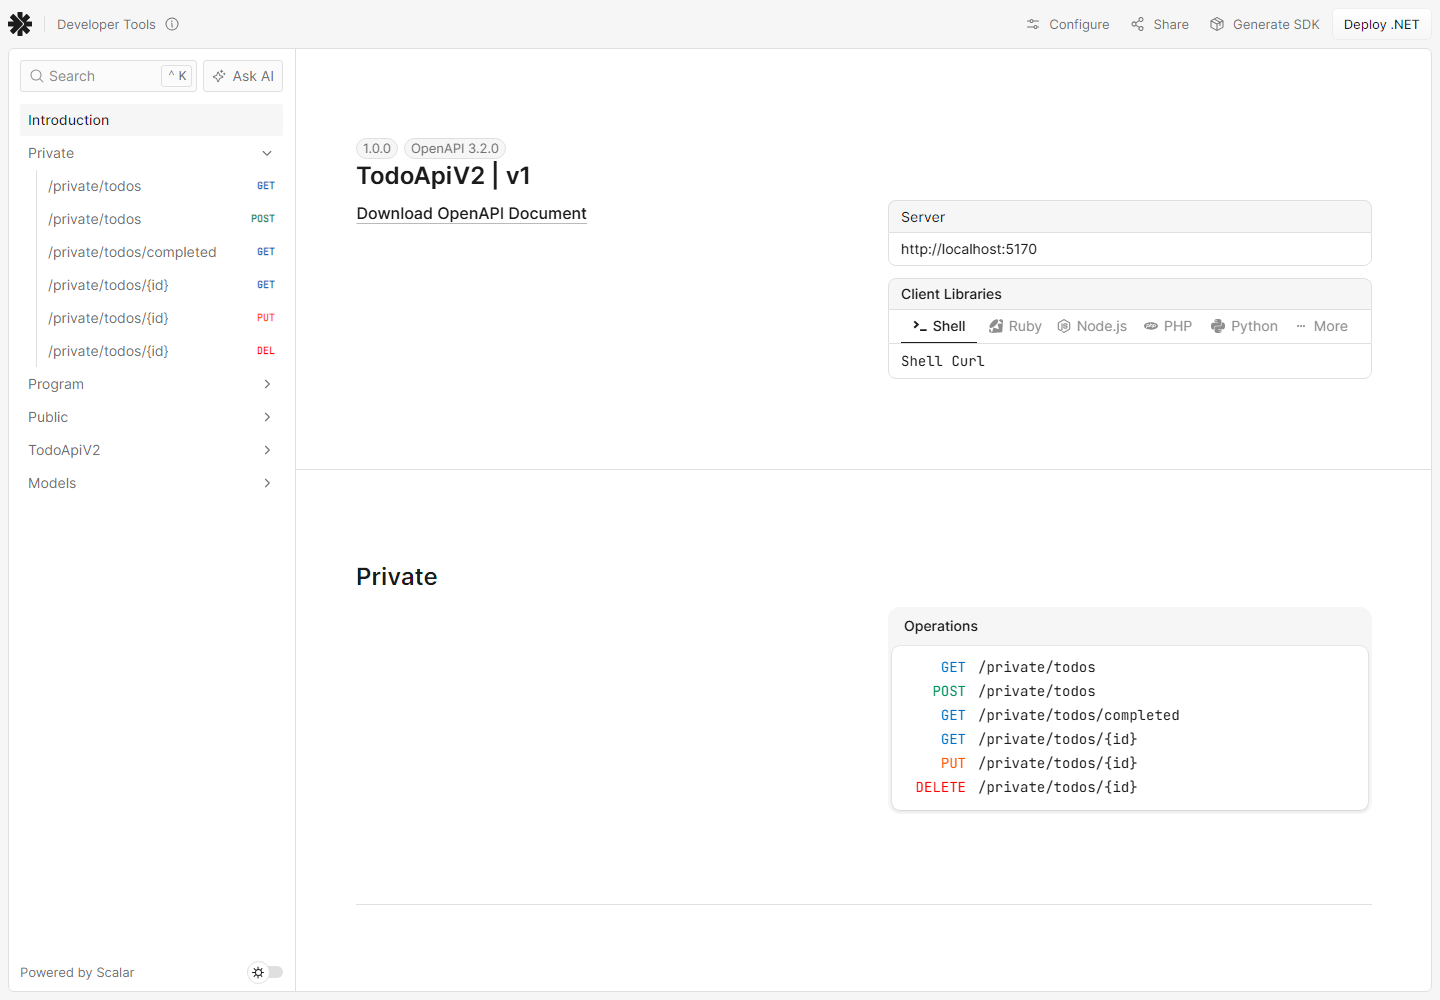 Developer Tools
Configure
Share
Generate SDK
Deploy .NET
Search
^ K
Ask AI
Introduction
Private
/private/todos GET
/private/todos POST
/private/todos/completed GET
/private/todos/{id} GET
/private/todos/{id} PUT
/private/todos/{id} DEL
Program
Public
TodoApiV2
Models
Powered by Scalar
1.0.0 OpenAPI 3.2.0
TodoApiV2 | v1
Download OpenAPI Document
Server
http://localhost:5170
Client Libraries
Shell Ruby Node.js PHP Python More
Shell Curl
Private
Operations
GET /private/todos
POST /private/todos
GET /private/todos/completed
GET /private/todos/{id}
PUT /private/todos/{id}
DELETE /private/todos/{id}